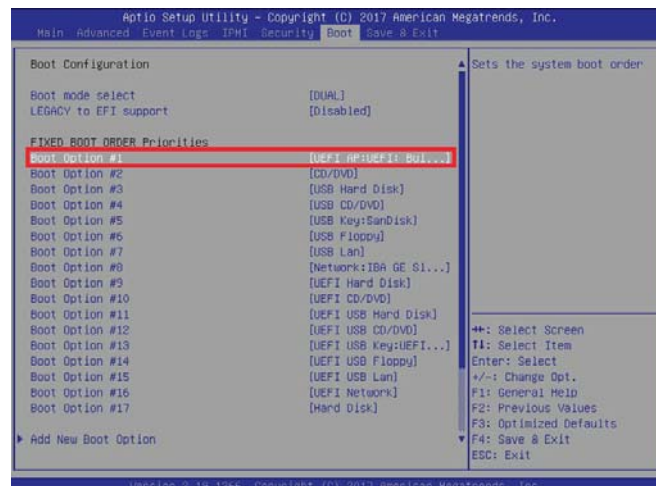 Aptio Setup Utility – Copyright (C) 2017 American Megatrends, Inc.
Main Advanced Event Logs IPMI Security Boot Save & Exit
Boot Configuration
Boot mode select [DUAL]
LEGACY to EFI support [Disabled]
FIXED BOOT ORDER Priorities
Boot Option #1 [UEFI AP:UEFI: Bui...]
Boot Option #2 [CD/DVD]
Boot Option #3 [USB Hard Disk]
Boot Option #4 [USB CD/DVD]
Boot Option #5 [USB Key:SanDisk]
Boot Option #6 [USB Floppy]
Boot Option #7 [USB Lan]
Boot Option #8 [Network:IBA GE Sl...]
Boot Option #9 [UEFI Hard Disk]
Boot Option #10 [UEFI CD/DVD]
Boot Option #11 [UEFI USB Hard Disk]
Boot Option #12 [UEFI USB CD/DVD]
Boot Option #13 [UEFI USB Key:UEFI...]
Boot Option #14 [UEFI USB Floppy]
Boot Option #15 [UEFI USB Lan]
Boot Option #16 [UEFI Network]
Boot Option #17 [Hard Disk]
Add New Boot Option
Sets the system boot order
→←: Select Screen
↑↓: Select Item
Enter: Select
+/-: Change Opt.
F1: General Help
F2: Previous Values
F3: Optimized Defaults
F4: Save & Exit
ESC: Exit
Copyright (C) 2017 American Megatrends, Inc.